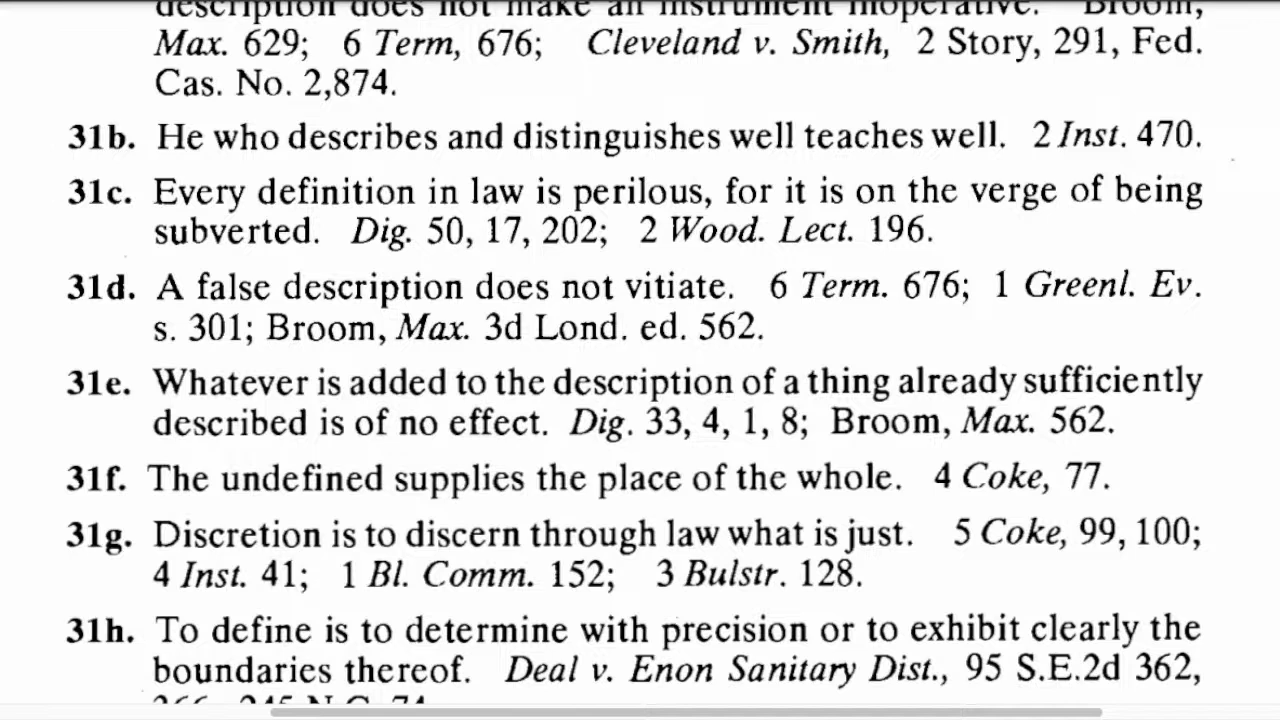 description does not make an instrument inoperative. Broom,
Max. 629; 6 Term, 676; Cleveland v. Smith, 2 Story, 291, Fed.
Cas. No. 2,874.
31b. He who describes and distinguishes well teaches well. 2 Inst. 470.
31c. Every definition in law is perilous, for it is on the verge of being
subverted. Dig. 50, 17, 202; 2 Wood. Lect. 196.
31d. A false description does not vitiate. 6 Term. 676; 1 Greenl. Ev.
s. 301; Broom, Max. 3d Lond. ed. 562.
31e. Whatever is added to the description of a thing already sufficiently
described is of no effect. Dig. 33, 4, 1, 8; Broom, Max. 562.
31f. The undefined supplies the place of the whole. 4 Coke, 77.
31g. Discretion is to discern through law what is just. 5 Coke, 99, 100;
4 Inst. 41; 1 Bl. Comm. 152; 3 Bulstr. 128.
31h. To define is to determine with precision or to exhibit clearly the
boundaries thereof. Deal v. Enon Sanitary Dist., 95 S.E.2d 362,